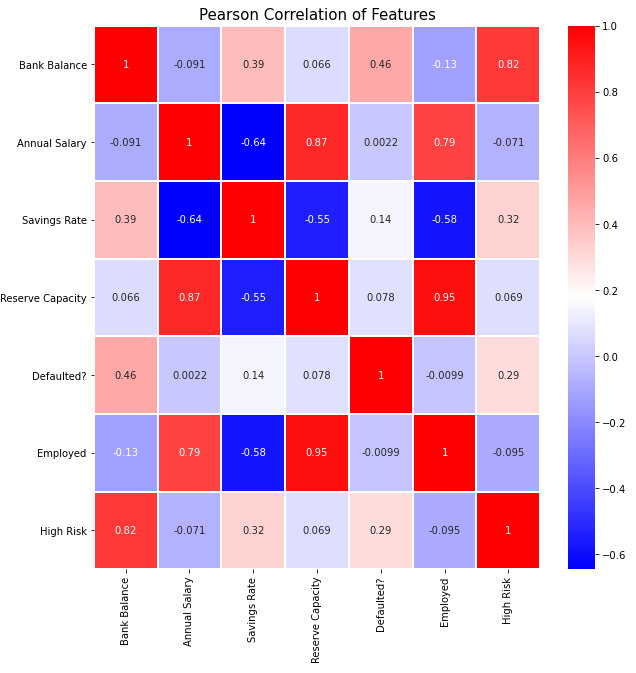 Pearson Correlation of Features
Bank Balance 1 -0.091 0.39 0.066 0.46 -0.13 0.82
Annual Salary -0.091 1 -0.64 0.87 0.0022 0.79 -0.071
Savings Rate 0.39 -0.64 1 -0.55 0.14 -0.58 0.32
Reserve Capacity 0.066 0.87 -0.55 1 0.078 0.95 0.069
Defaulted? 0.46 0.0022 0.14 0.078 1 -0.0099 0.29
Employed -0.13 0.79 -0.58 0.95 -0.0099 1 -0.095
High Risk 0.82 -0.071 0.32 0.069 0.29 -0.095 1
Bank Balance
Annual Salary
Savings Rate
Reserve Capacity
Defaulted?
Employed
High Risk
1.0
0.8
0.6
0.4
0.2
0.0
−0.2
−0.4
−0.6